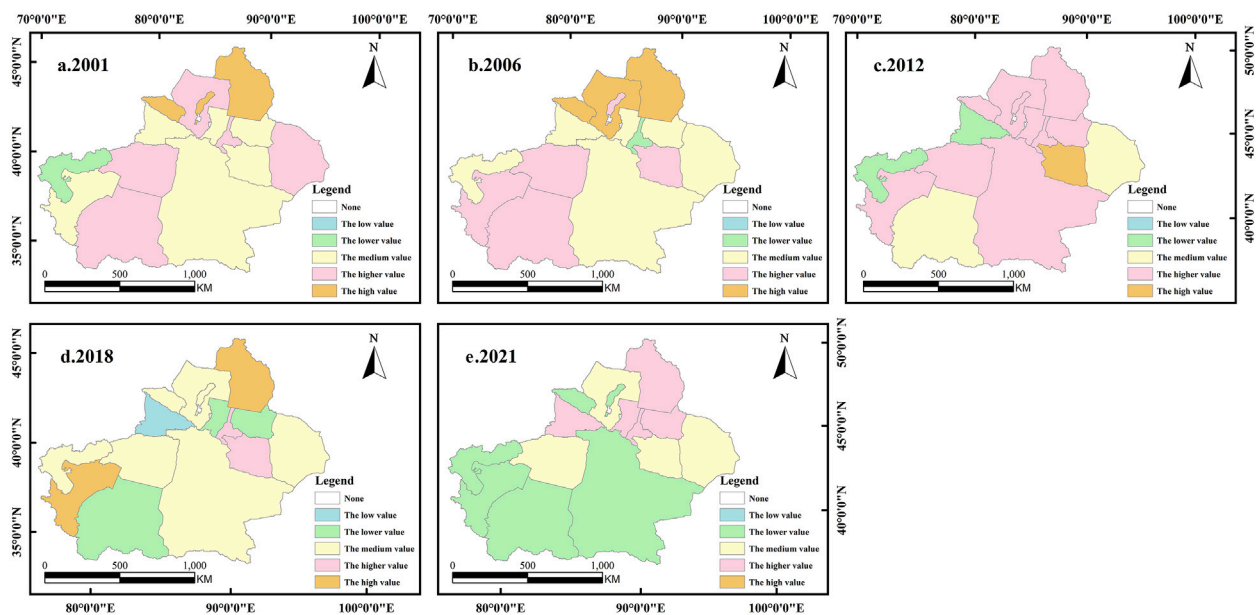 70°0'0"E 80°0'0"E 90°0'0"E 100°0'0"E 70°0'0"E 80°0'0"E 90°0'0"E 100°0'0"E 80°0'0"E 90°0'0"E 100°0'0"E
45°0'0"N
40°0'0"N
35°0'0"N
a.2001
N
Legend
None
The low value
The lower value
The medium value
The higher value
The high value
0 500 1,000
KM
b.2006
N
Legend
None
The low value
The lower value
The medium value
The higher value
The high value
0 500 1,000
KM
c.2012
N
Legend
None
The low value
The lower value
The medium value
The higher value
The high value
0 500 1,000
KM
50°0'0"N
45°0'0"N
40°0'0"N
45°0'0"N
40°0'0"N
35°0'0"N
d.2018
N
Legend
None
The low value
The lower value
The medium value
The higher value
The high value
0 500 1,000
KM
e.2021
N
Legend
None
The low value
The lower value
The medium value
The higher value
The high value
0 500 1,000
KM
50°0'0"N
45°0'0"N
40°0'0"N
80°0'0"E 90°0'0"E 100°0'0"E 80°0'0"E 90°0'0"E 100°0'0"E